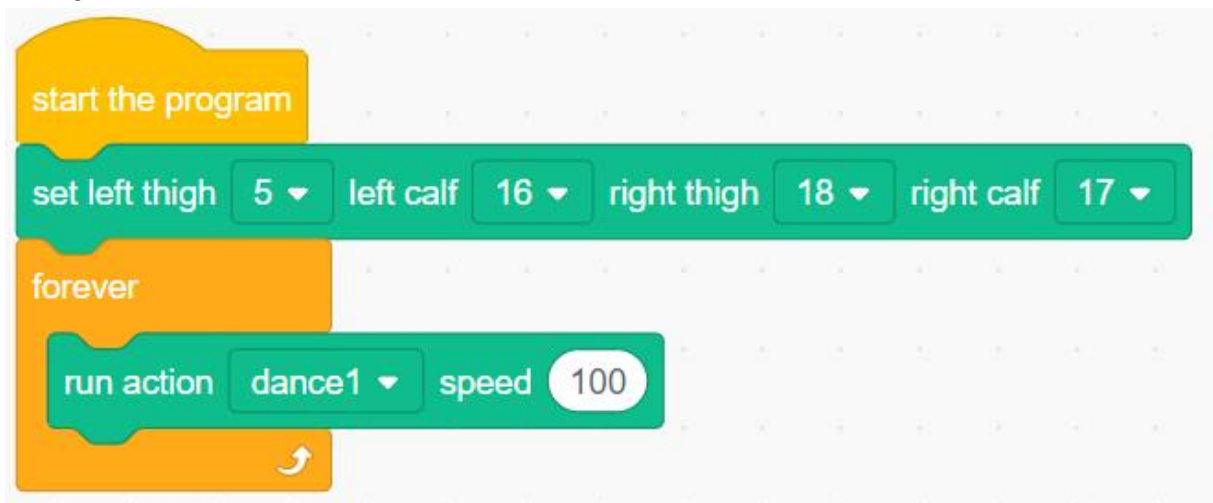 start the program
set left thigh 5 left calf 16 right thigh 18 right calf 17
forever
run action dance1 speed 100